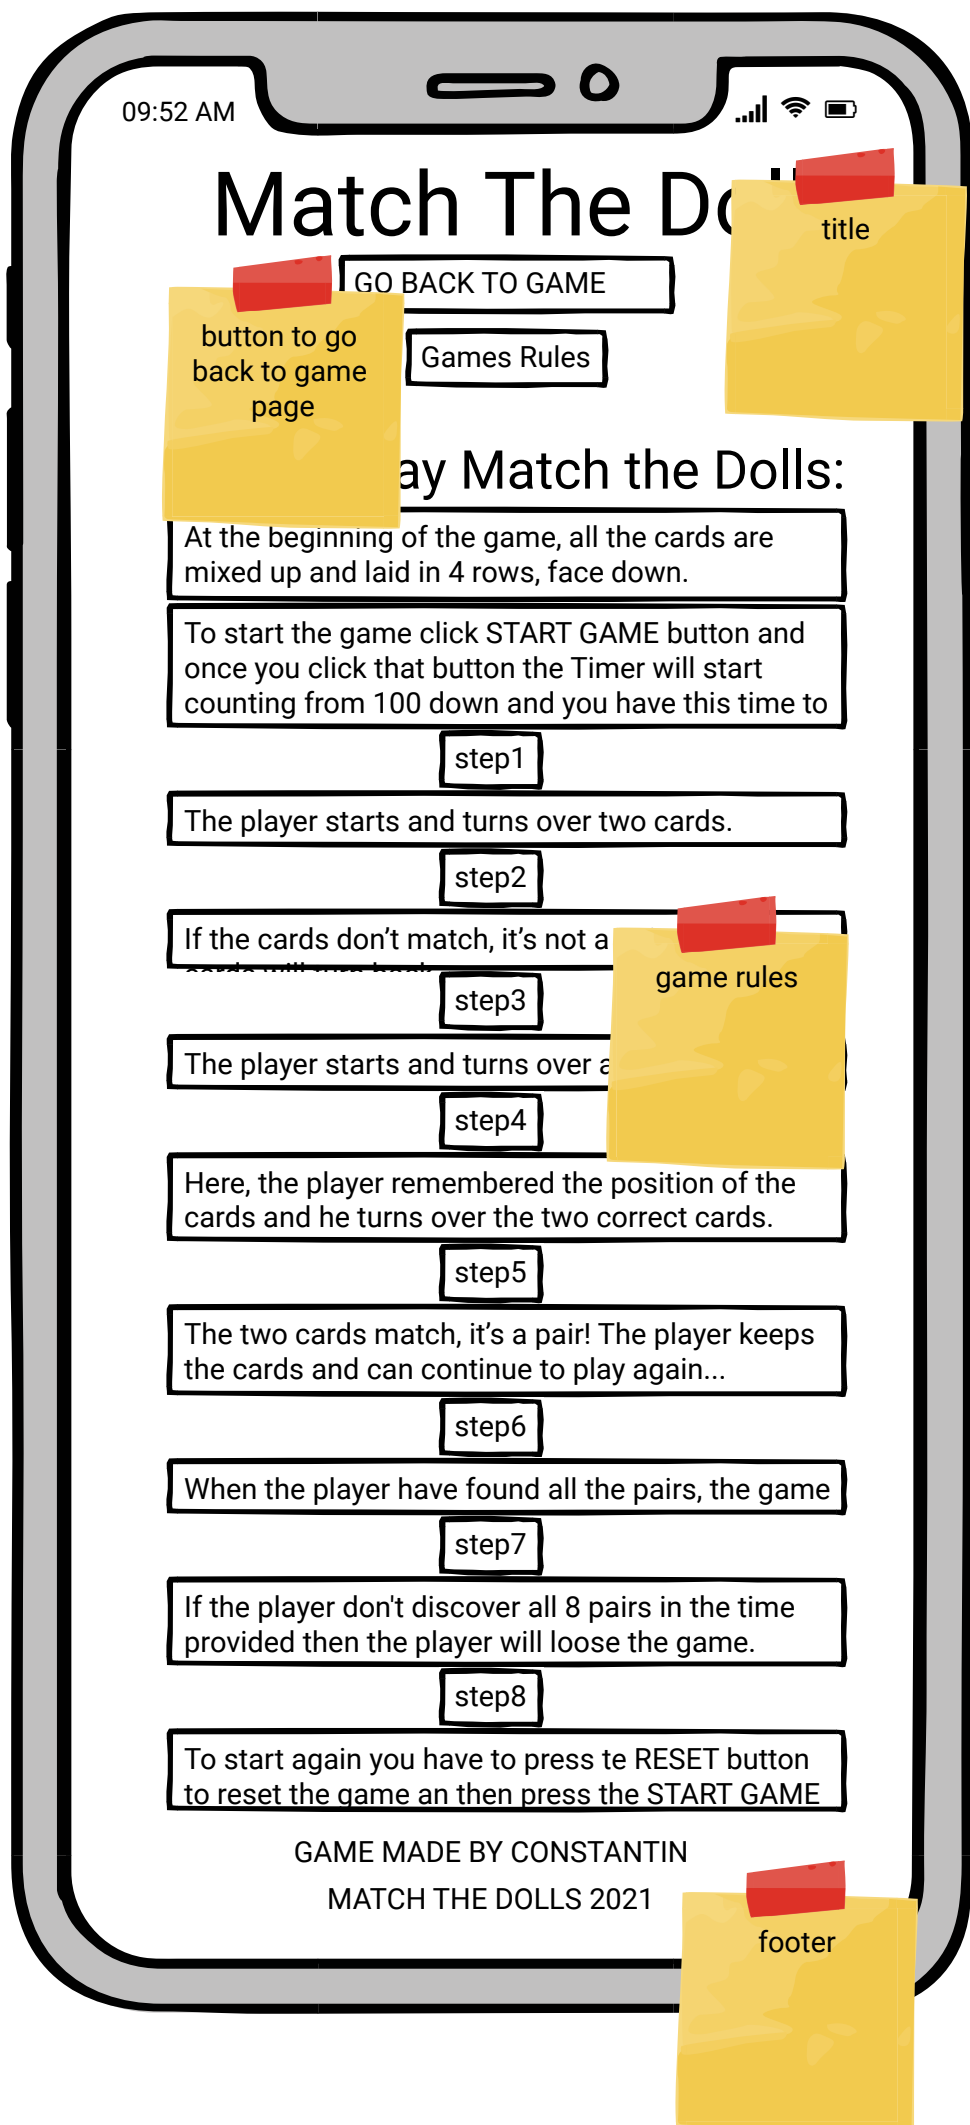 09:52 AM
Match The
title
GO BACK TO GAME
button to go
back to game
page
Games Rules
Match the Dolls:
At the beginning of the game, all the cards are
mixed up and laid in 4 rows, face down.
To start the game click START GAME button and
once you click that button the Timer will start
counting from 100 down and you have this time to
step1
The player starts and turns over two cards.
step2
If the cards don’t match, it’s not a
cards will turn back
game rules
step3
The player starts and turns over
step4
Here, the player remembered the position of the
cards and he turns over the two correct cards.
step5
The two cards match, it’s a pair! The player keeps
the cards and can continue to play again...
step6
When the player have found all the pairs, the game
step7
If the player don't discover all 8 pairs in the time
provided then the player will loose the game.
step8
To start again you have to press te RESET button
to reset the game an then press the START GAME
GAME MADE BY CONSTANTIN
MATCH THE DOLLS 2021
footer